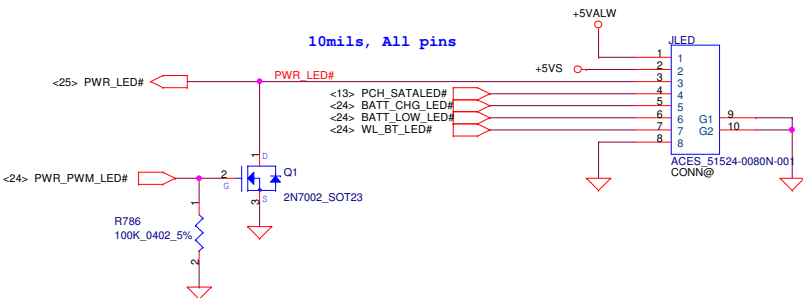 +5VALW
10mils, All pins
JLED
+5VS
1 1
2 2
<25> PWR_LED#
PWR_LED#
3 3
<13> PCH_SATALED#
4 4
<24> BATT_CHG_LED#
5 5
<24> BATT_LOW_LED#
6 6
G1 9
<24> WL_BT_LED#
7 7
G2 10
8 8
ACES_51524-0080N-001
CONN@
1 D
<24> PWR_PWM_LED#
2 G
Q1
3 S
2N7002_SOT23
1
R786
100K_0402_5%
2